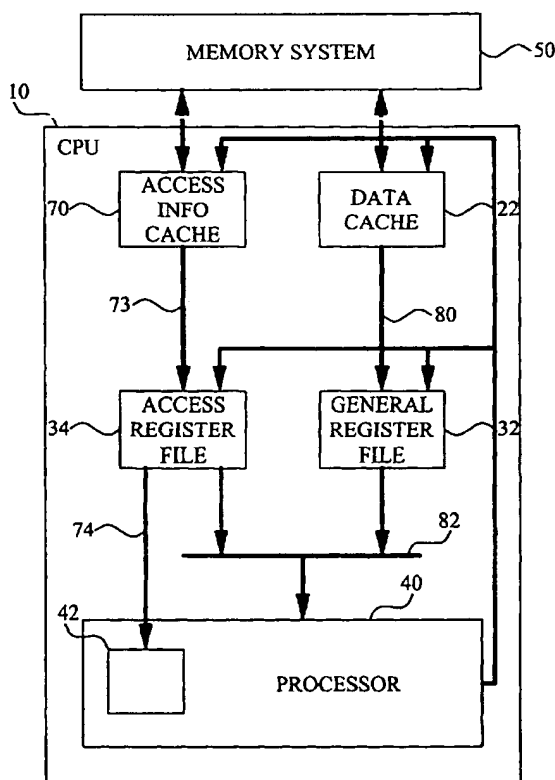 MEMORY SYSTEM
50
10
CPU
70
ACCESS
INFO
CACHE
DATA
CACHE
22
73
80
34
ACCESS
REGISTER
FILE
GENERAL
REGISTER
FILE
32
74
82
42
40
PROCESSOR